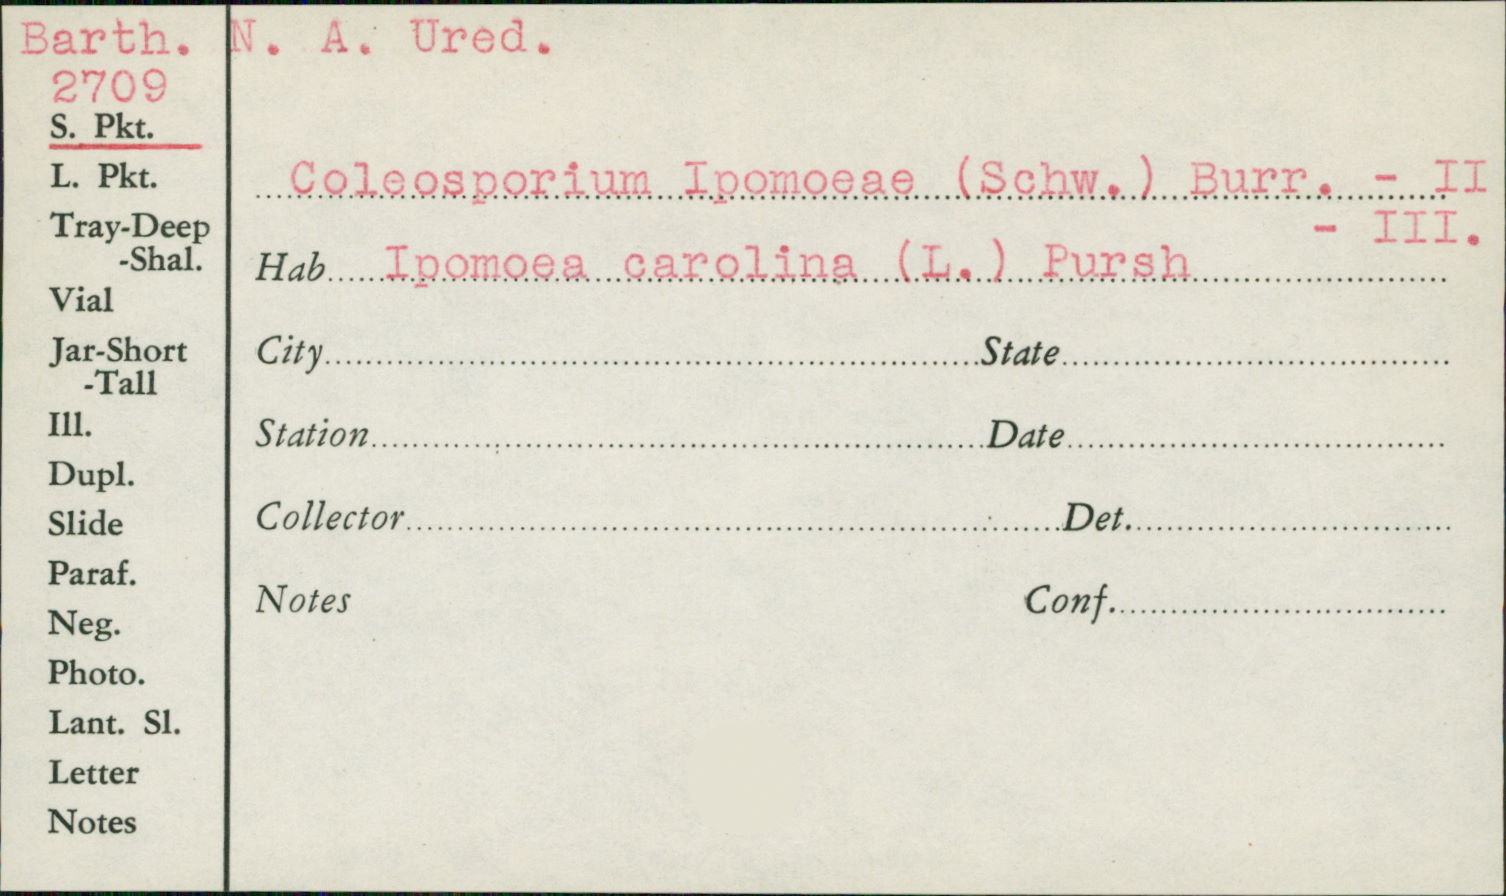 Barth. N. A. Ured.
2709
S. Pkt.
L. Pkt.
Tray-Deep
-Shal.
Vial
Jar-Short
-Tall
Ill.
Dupl.
Slide
Paraf.
Neg.
Photo.
Lant. Sl.
Letter
Notes
Coleosporium Ipomoeae (Schw.) Burr. - II
- III.
Hab Ipomoea carolina (L.) Pursh
City State
Station Date
Collector Det.
Notes Conf.